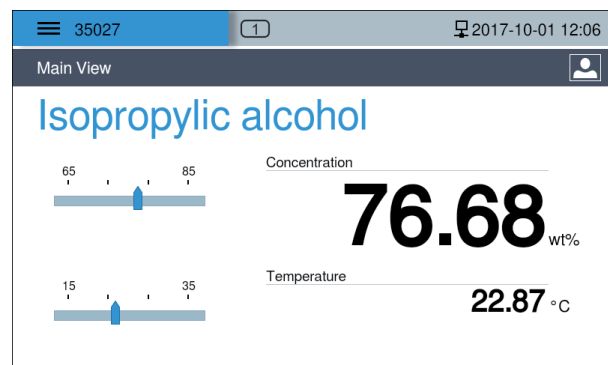 35027 1 2017-10-01 12:06
Main View
Isopropylic alcohol
65 85
Concentration
76.68 wt%
15 35
Temperature
22.87 °C